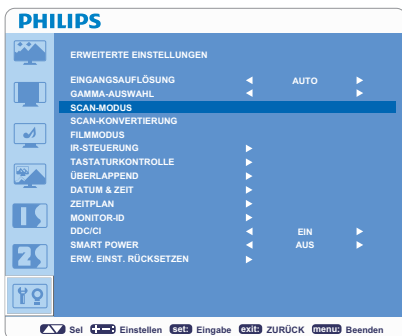 PHILIPS
ERWEITERTE EINSTELLUNGEN
EINGANGSAUFLÖSUNG AUTO
GAMMA-AUSWAHL
SCAN-MODUS
SCAN-KONVERTIERUNG
FILMMODUS
IR-STEUERUNG
TASTATURKONTROLLE
ÜBERLAPPEND
DATUM & ZEIT
ZEITPLAN
MONITOR-ID
DDC/CI EIN
SMART POWER AUS
ERW. EINST. RÜCKSETZEN
Sel Einstellen set: Eingabe exit: ZURÜCK menu: Beenden